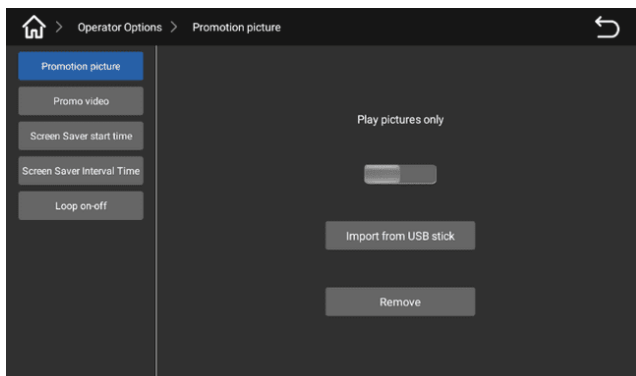 > Operator Options > Promotion picture
Promotion picture
Promo video
Screen Saver start time
Screen Saver Interval Time
Loop on-off
Play pictures only
Import from USB stick
Remove